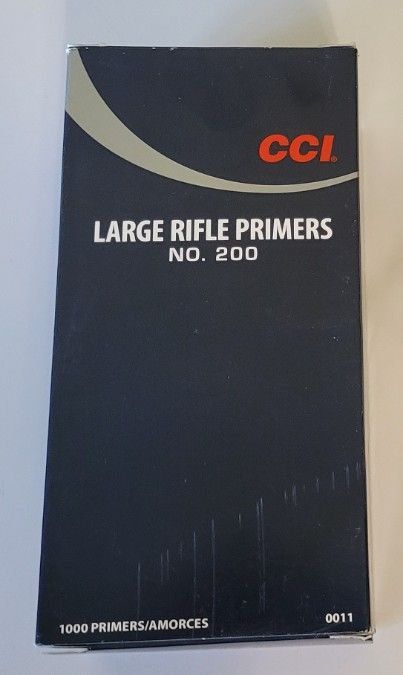 CCI®
LARGE RIFLE PRIMERS
NO. 200
1000 PRIMERS/AMORCES
0011